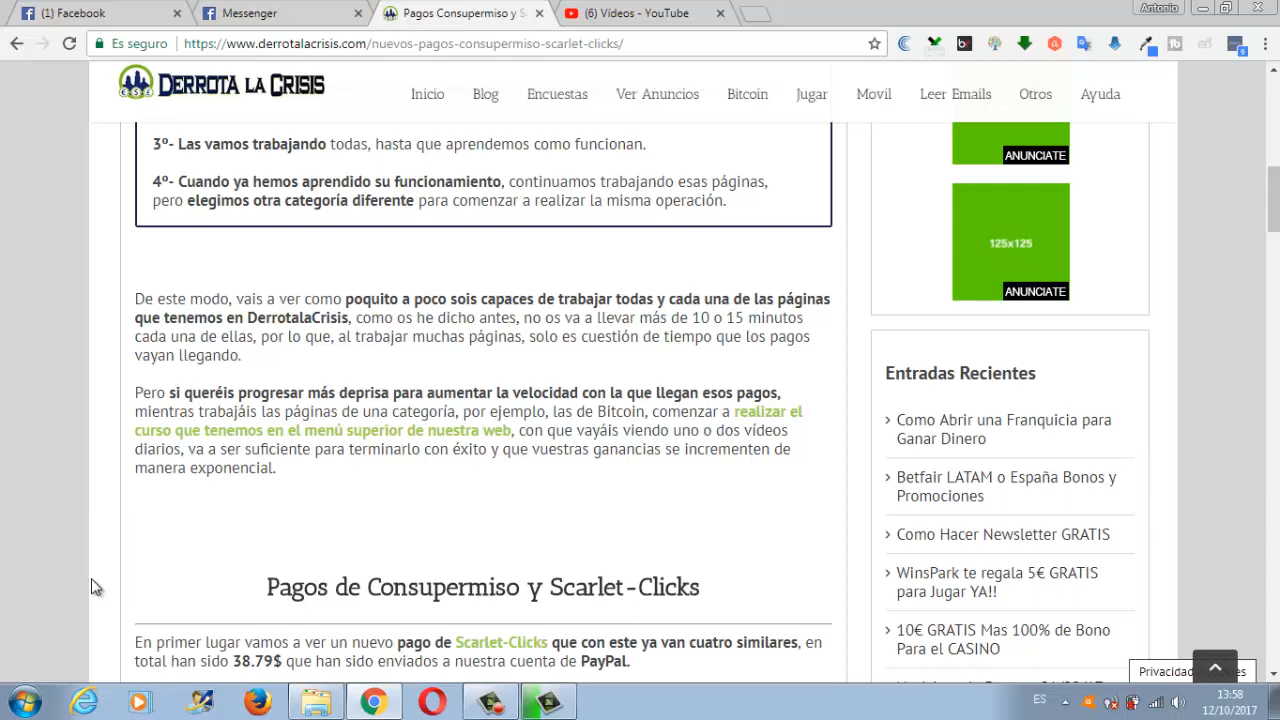 (1) Facebook
Messenger
Pagos Consupermiso y S
(6) Vídeos - YouTube
Antonio
Es seguro
https://www.derrotalacrisis.com/nuevos-pagos-consupermiso-scarlet-clicks/
DERROTA LA CRISIS
Inicio
Blog
Encuestas
Ver Anuncios
Bitcoin
Jugar
Movil
Leer Emails
Otros
Ayuda
3º- Las vamos trabajando todas, hasta que aprendemos como funcionan.
4º- Cuando ya hemos aprendido su funcionamiento, continuamos trabajando esas páginas,
pero elegimos otra categoría diferente para comenzar a realizar la misma operación.
De este modo, vais a ver como poquito a poco sois capaces de trabajar todas y cada una de las páginas
que tenemos en DerrotalaCrisis, como os he dicho antes, no os va a llevar más de 10 o 15 minutos
cada una de ellas, por lo que, al trabajar muchas páginas, solo es cuestión de tiempo que los pagos
vayan llegando.
Pero si queréis progresar más deprisa para aumentar la velocidad con la que llegan esos pagos,
mientras trabajáis las páginas de una categoría, por ejemplo, las de Bitcoin, comenzar a realizar el
curso que tenemos en el menú superior de nuestra web, con que vayáis viendo uno o dos vídeos
diarios, va a ser suficiente para terminarlo con éxito y que vuestras ganancias se incrementen de
manera exponencial.
Pagos de Consupermiso y Scarlet-Clicks
En primer lugar vamos a ver un nuevo pago de Scarlet-Clicks que con este ya van cuatro similares, en
total han sido 38.79$ que han sido enviados a nuestra cuenta de PayPal.
ANUNCIATE
125x125
ANUNCIATE
Entradas Recientes
Como Abrir una Franquicia para
Ganar Dinero
Betfair LATAM o España Bonos y
Promociones
Como Hacer Newsletter GRATIS
WinsPark te regala 5€ GRATIS
para Jugar YA!!
10€ GRATIS Mas 100% de Bono
Para el CASINO
Privacidad y Cookies
ES
13:58
12/10/2017